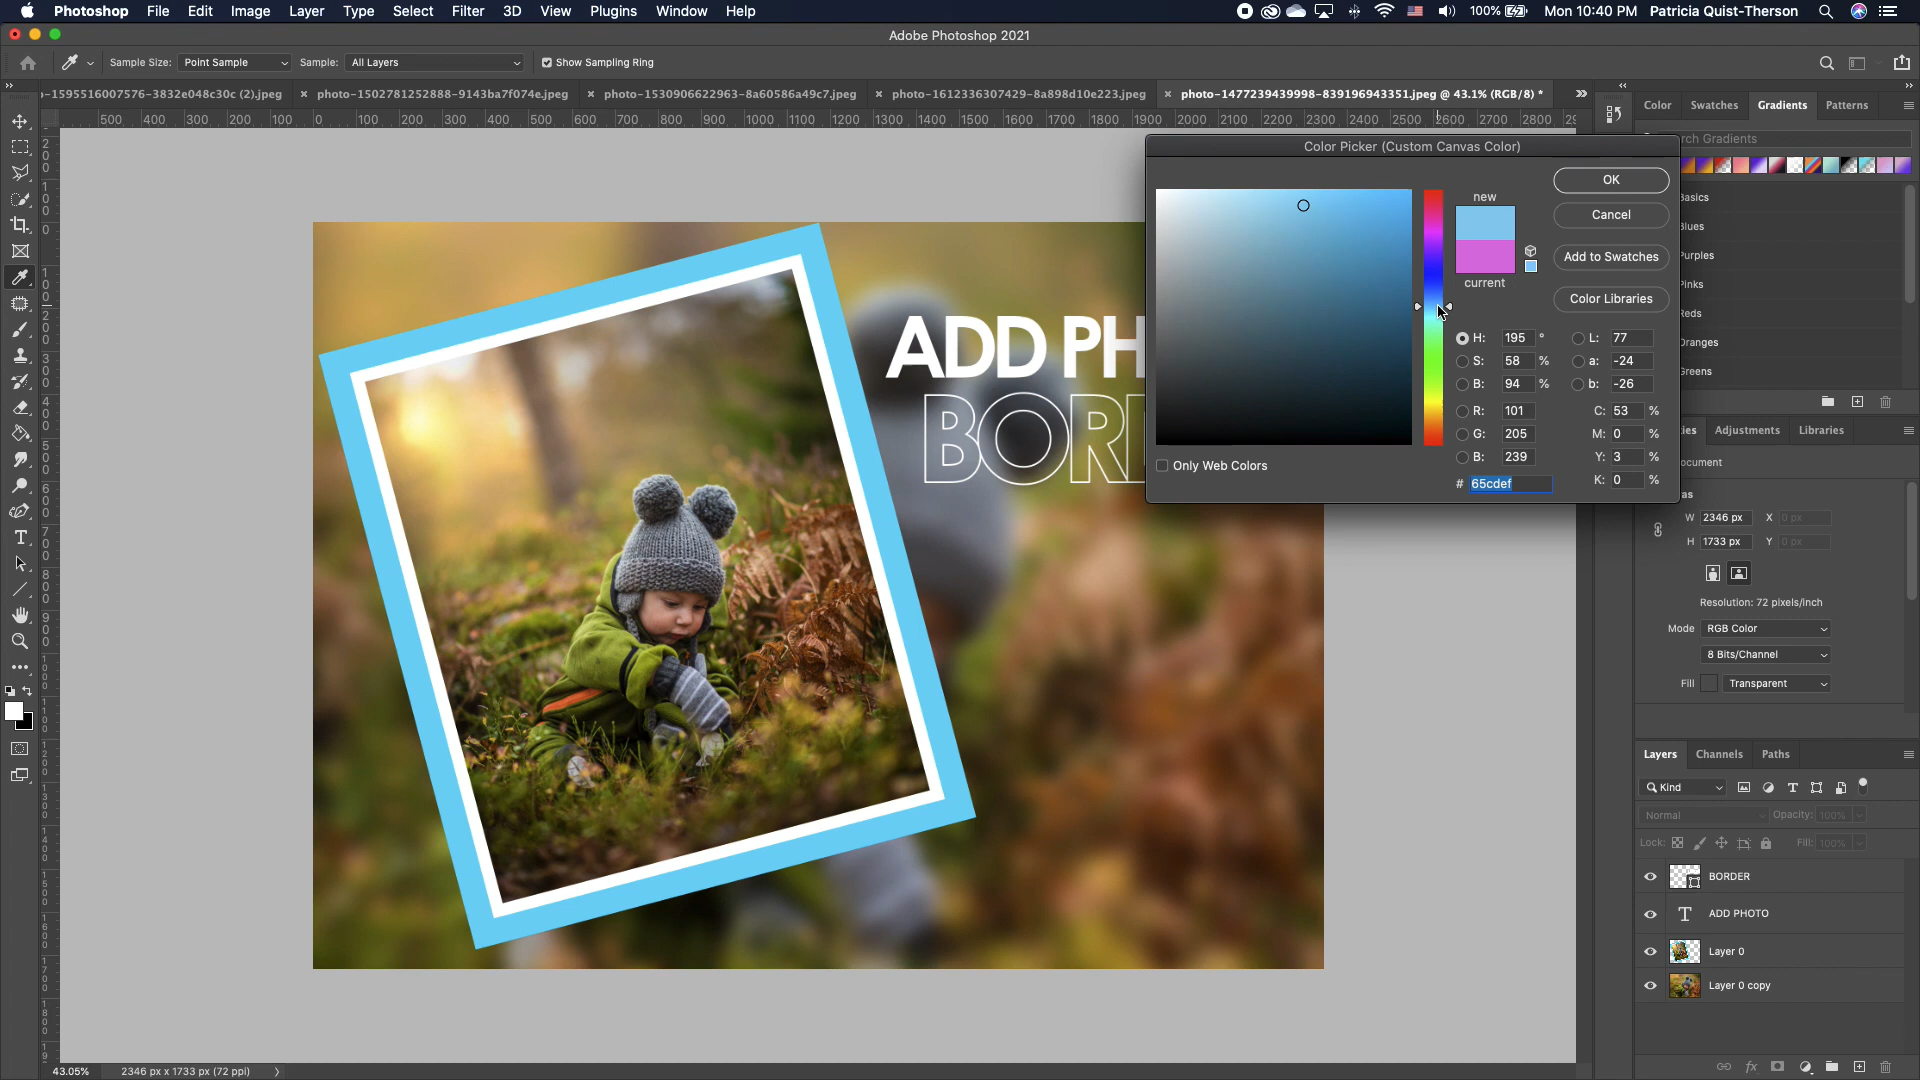 Photoshop File Edit Image Layer Type Select Filter 3D View Plugins Window Help 100% Mon 10:40 PM Patricia Quist-Therson
Adobe Photoshop 2021
Sample Size: Point Sample Sample: All Layers Show Sampling Ring
-1595516007576-3832e048c30c (2).jpeg × photo-1502781252888-9143ba7f074e.jpeg × photo-1530906622963-8a60586a49c7.jpeg × photo-1612336307429-8a898d10e223.jpeg × photo-1477239439998-839196943351.jpeg @ 43.1% (RGB/8) *
500 400 300 200 100 0 100 200 300 400 500 600 700 800 900 1000 1100 1200 1300 1400 1500 1600 1700 1800 1900 2000 2100 2200 2300 2400 2500 2600 2700 2800
Color Swatches Gradients Patterns
rch Gradients
Basics
Blues
Purples
Pinks
Reds
Oranges
Greens
Color Picker (Custom Canvas Color)
new
current
OK
Cancel
Add to Swatches
Color Libraries
H: 195 ° L: 77
S: 58 % a: -24
B: 94 % b: -26
R: 101 C: 53 %
G: 205 M: 0 %
B: 239 Y: 3 %
# 65cdef K: 0 %
Only Web Colors
ADD PH
BORD
ies Adjustments Libraries
ocument
as
W 2346 px X 0 px
H 1733 px Y 0 px
Resolution: 72 pixels/inch
Mode RGB Color
8 Bits/Channel
Fill Transparent
Layers Channels Paths
Kind
Normal Opacity: 100%
Lock: Fill: 100%
BORDER
T ADD PHOTO
Layer 0
Layer 0 copy
fx
43.05% 2346 px x 1733 px (72 ppi)